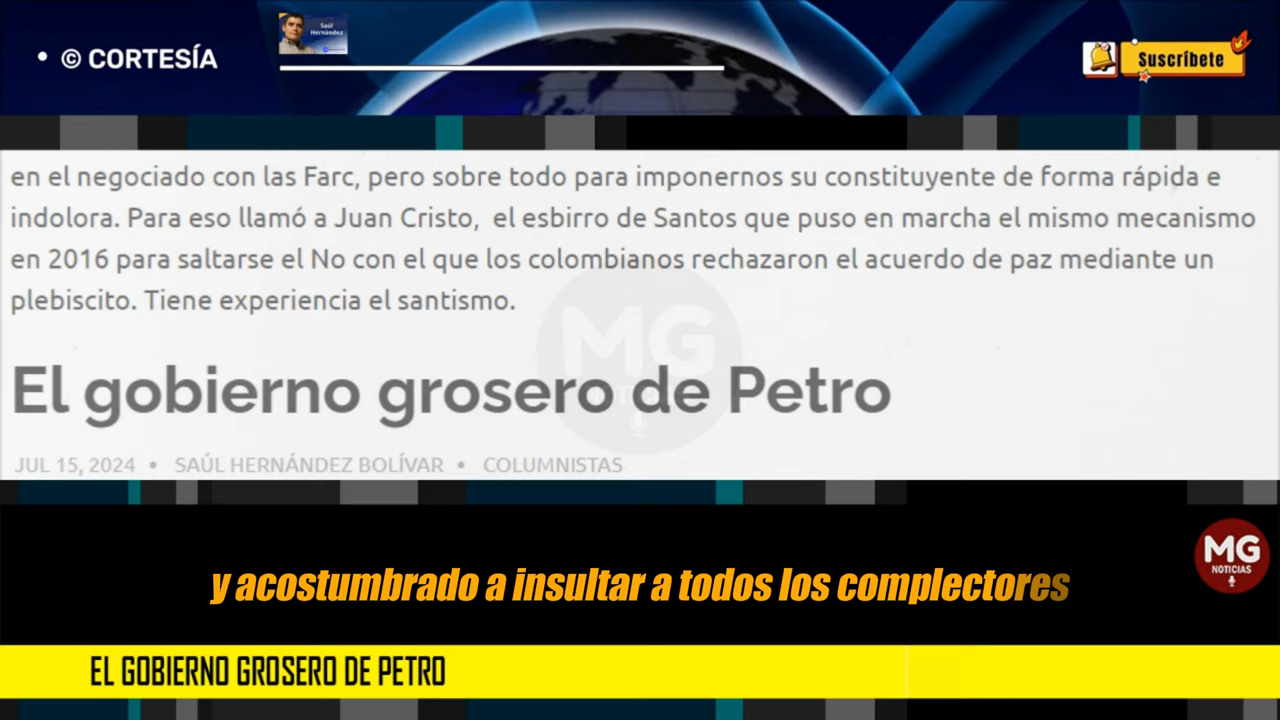 • © CORTESÍA
Saúl
Hernández
Suscríbete
en el negociado con las Farc, pero sobre todo para imponernos su constituyente de forma rápida e
indolora. Para eso llamó a Juan Cristo, el esbirro de Santos que puso en marcha el mismo mecanismo
en 2016 para saltarse el No con el que los colombianos rechazaron el acuerdo de paz mediante un
plebiscito. Tiene experiencia el santismo.
MG
El gobierno grosero de Petro
JUL 15, 2024 • SAÚL HERNÁNDEZ BOLÍVAR • COLUMNISTAS
MG
NOTICIAS
y acostumbrado a insultar a todos los complectores
EL GOBIERNO GROSERO DE PETRO